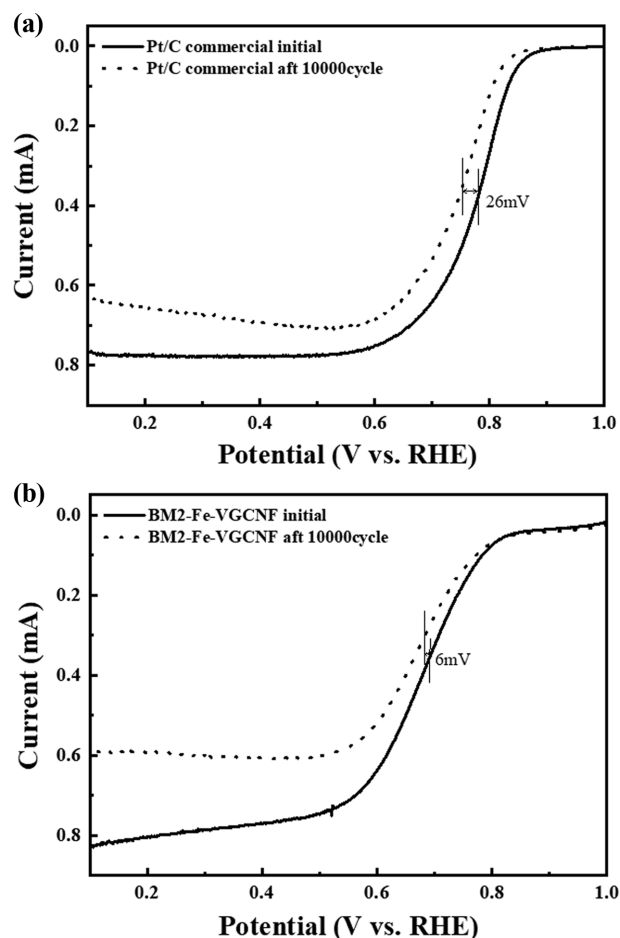 (a)
Pt/C commercial initial
Pt/C commercial aft 10000cycle
0.0
0.2
0.4
0.6
0.8
26mV
Current (mA)
0.2
0.4
0.6
0.8
1.0
Potential (V vs. RHE)
(b)
BM2-Fe-VGCNF initial
BM2-Fe-VGCNF aft 10000cycle
0.0
0.2
0.4
0.6
0.8
6mV
Current (mA)
0.2
0.4
0.6
0.8
1.0
Potential (V vs. RHE)